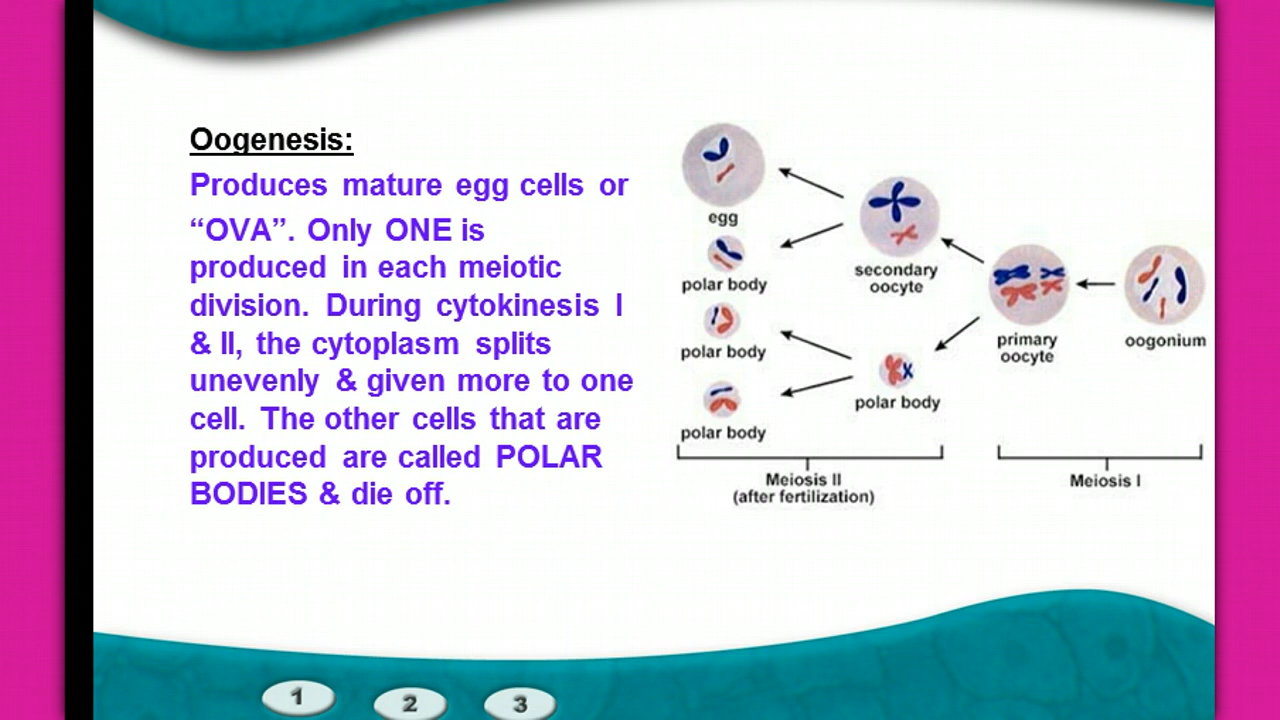 Oogenesis:
Produces mature egg cells or
“OVA”. Only ONE is
produced in each meiotic
division. During cytokinesis I
& II, the cytoplasm splits
unevenly & given more to one
cell. The other cells that are
produced are called POLAR
BODIES & die off.
egg
polar body
polar body
polar body
secondary
oocyte
polar body
primary
oocyte
oogonium
Meiosis II
(after fertilization)
Meiosis I
1
2
3